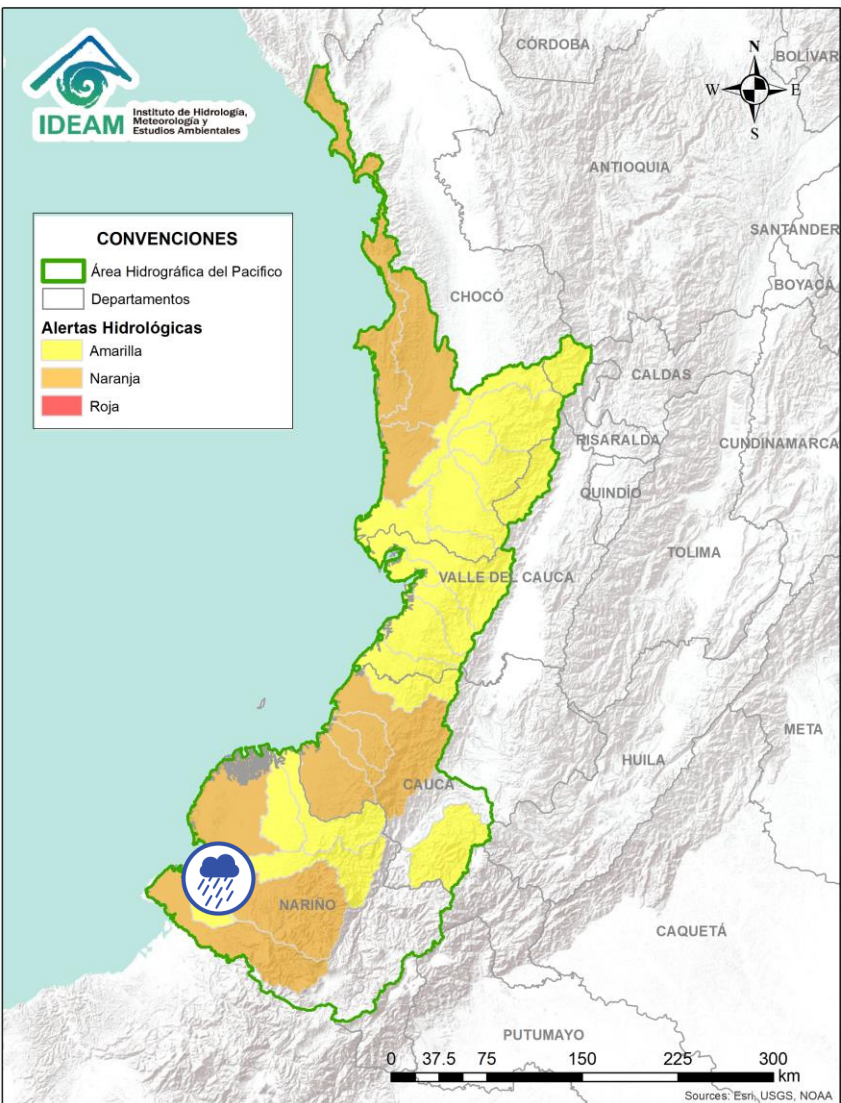 IDEAM
Instituto de Hidrología,
Meteorología y
Estudios Ambientales
N
W
E
S
CÓRDOBA
BOLÍVAR
ANTIOQUIA
SANTANDER
BOYACÁ
CHOCÓ
CALDAS
RISARALDA
CUNDINAMARCA
QUINDÍO
TOLIMA
VALLE DEL CAUCA
META
HUILA
CAUCA
NARIÑO
CAQUETÁ
PUTUMAYO
CONVENCIONES
Área Hidrográfica del Pacifico
Departamentos
Alertas Hidrológicas
Amarilla
Naranja
Roja
0 37.5 75 150 225 300
km
Sources: Esri, USGS, NOAA